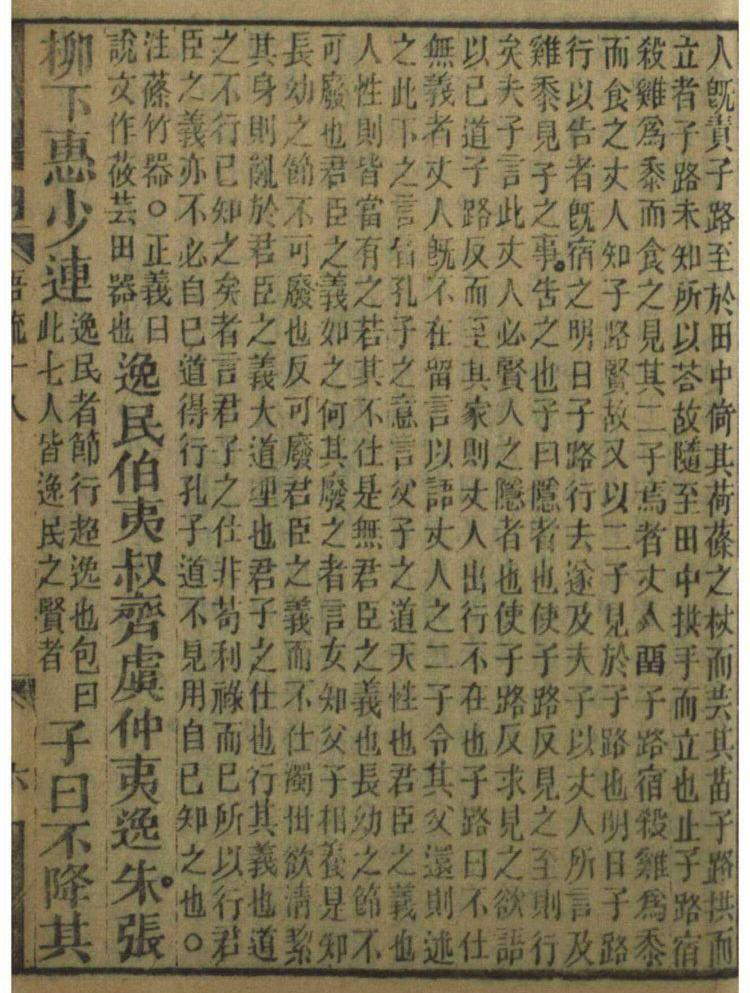 人旣責子路至於田中倚其荷蓧之杖而芸其苗子路拱而
立者子路未知所以荅故隨至田中拱手而立也止子路宿
殺雞爲黍而食之見其二子焉者丈人畱子路宿殺雞爲黍
而食之丈人知子路賢故又以二子見於子路也明日子路
行以告者旣宿之明日子路行去遂及夫子以丈人所言及
雞黍見子之事告之也子曰隱者也使子路反見之至則行
矣夫子言此丈人必賢人之隱者也使子路反求見之欲語
以己道子路反而至其家則丈人出行不在也子路曰不仕
無義者丈人旣不在留言以語丈人之二子令其父還則述
之此下之言皆孔子之意言父子之道天性也君臣之義也
人性則皆當有之若其不仕是無君臣之義也長幼之節不
可廢也君臣之義如之何其廢之者言女知父子相養見知
長幼之節不可廢也反可廢君臣之義而不仕濁世欲淸絜
其身則亂於君臣之義大道理也君子之仕也行其義也道
之不行已知之矣者言君子之仕非苟利祿而已所以行君
臣之義亦不必自己道得行孔子道不見用自已知之也○
注蓧竹器○正義曰
說文作莜芸田器也
逸民伯夷叔齊虞仲夷逸朱張
柳下惠少連
逸民者節行超逸也包曰
此七人皆逸民之賢者
子曰不降其
語疏十八
六